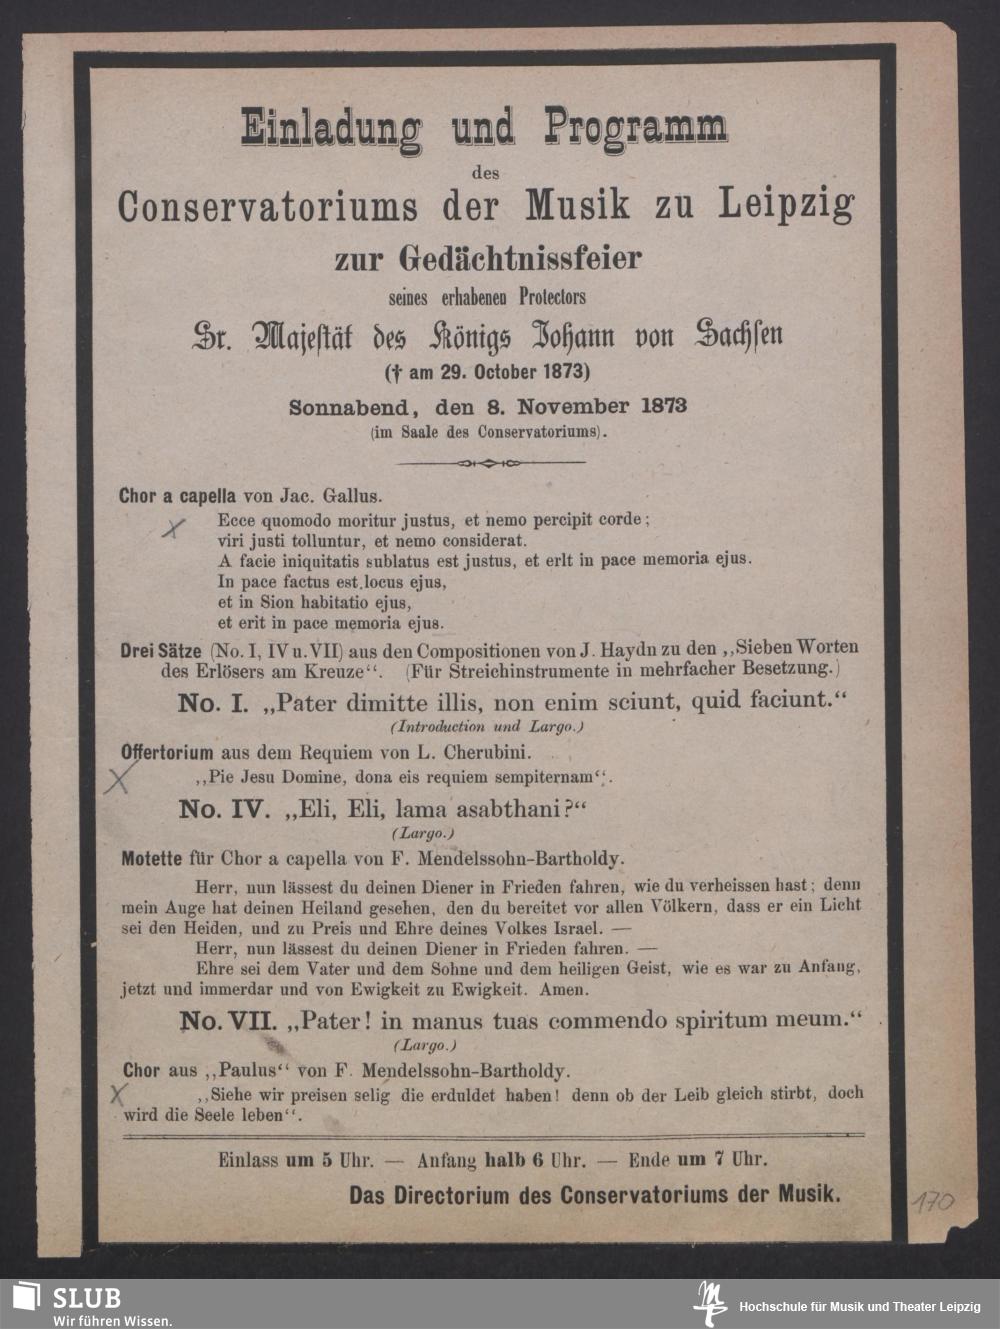 Einladung und Programm
des
Conservatoriums der Musik zu Leipzig
zur Gedächtnissfeier
seines erhabenen Protectors
Sr. Majestät des Königs Johann von Sachsen
(† am 29. October 1873)
Sonnabend, den 8. November 1873
(im Saale des Conservatoriums).
Chor a capella von Jac. Gallus.
Ecce quomodo moritur justus, et nemo percipit corde;
viri justi tolluntur, et nemo considerat.
A facie iniquitatis sublatus est justus, et erlt in pace memoria ejus.
In pace factus est locus ejus,
et in Sion habitatio ejus,
et erit in pace memoria ejus.
Drei Sätze (No. I, IV u. VII) aus den Compositionen von J. Haydn zu den „Sieben Worten
des Erlösers am Kreuze“. (Für Streichinstrumente in mehrfacher Besetzung.)
No. I. „Pater dimitte illis, non enim sciunt, quid faciunt.“
(Introduction und Largo.)
Offertorium aus dem Requiem von L. Cherubini.
„Pie Jesu Domine, dona eis requiem sempiternam“.
No. IV. „Eli, Eli, lama asabthani?“
(Largo.)
Motette für Chor a capella von F. Mendelssohn-Bartholdy.
Herr, nun lässest du deinen Diener in Frieden fahren, wie du verheissen hast; denn
mein Auge hat deinen Heiland gesehen, den du bereitet vor allen Völkern, dass er ein Licht
sei den Heiden, und zu Preis und Ehre deines Volkes Israel. —
Herr, nun lässest du deinen Diener in Frieden fahren. —
Ehre sei dem Vater und dem Sohne und dem heiligen Geist, wie es war zu Anfang,
jetzt und immerdar und von Ewigkeit zu Ewigkeit. Amen.
No. VII. „Pater! in manus tuas commendo spiritum meum.“
(Largo.)
Chor aus „Paulus“ von F. Mendelssohn-Bartholdy.
„Siehe wir preisen selig die erduldet haben! denn ob der Leib gleich stirbt, doch
wird die Seele leben“.
Einlass um 5 Uhr. — Anfang halb 6 Uhr. — Ende um 7 Uhr.
Das Directorium des Conservatoriums der Musik.
170
SLUB
Wir führen Wissen.
Hochschule für Musik und Theater Leipzig